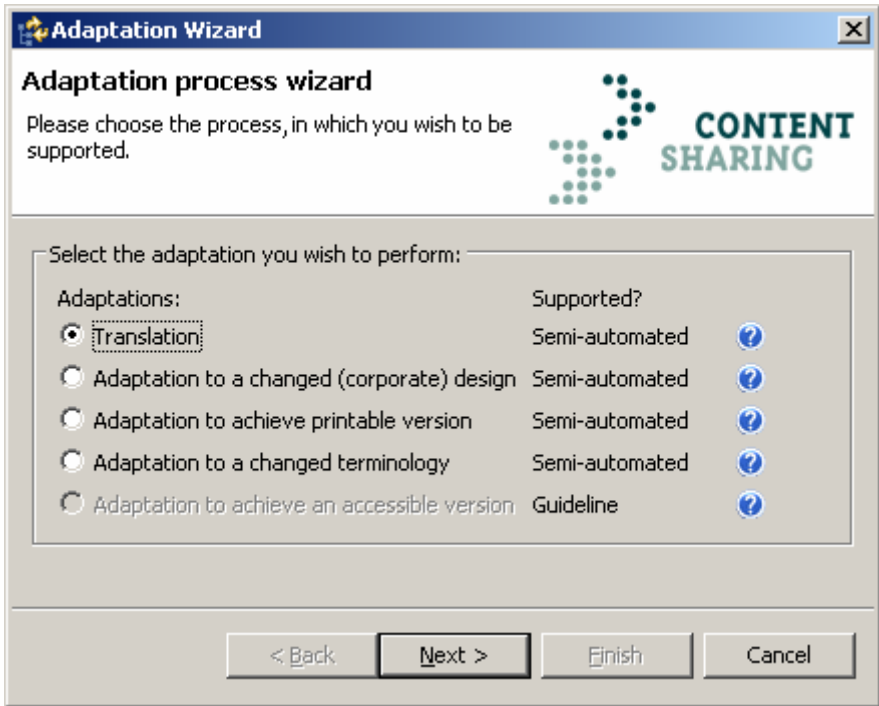 Adaptation Wizard
Adaptation process wizard
Please choose the process, in which you wish to be
supported.
CONTENT
SHARING
Select the adaptation you wish to perform:
Adaptations: Supported?
Translation Semi-automated
Adaptation to a changed (corporate) design Semi-automated
Adaptation to achieve printable version Semi-automated
Adaptation to a changed terminology Semi-automated
Adaptation to achieve an accessible version Guideline
< Back Next > Finish Cancel